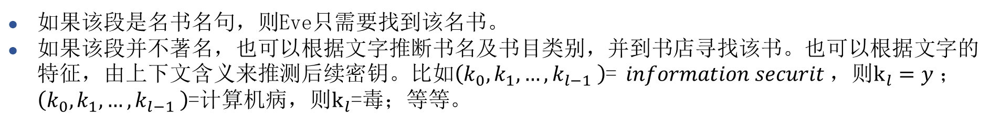 • 如果该段是名书名句，则Eve只需要找到该名书。
• 如果该段并不著名，也可以根据文字推断书名及书目类别，并到书店寻找该书。也可以根据文字的
特征，由上下文含义来推测后续密钥。比如(k₀,k₁,…,kₗ₋₁)= information securit，则kₗ = y；
(k₀,k₁,…,kₗ₋₁)=计算机病，则kₗ=毒；等等。